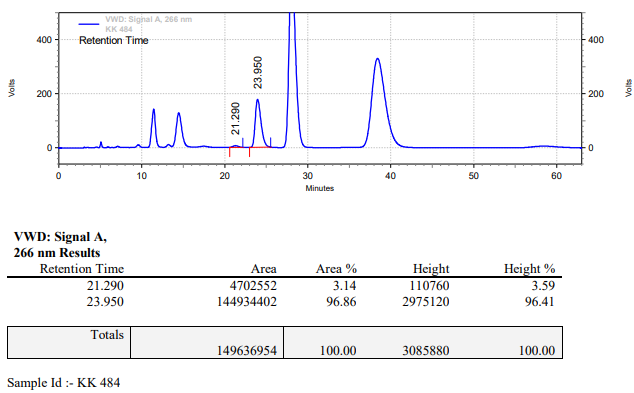 VWD: Signal A, 266 nm
KK 484
Retention Time
400
200
0
Volts
400
200
0
Volts
21.290
23.950
0 10 20 30 40 50 60
Minutes
VWD: Signal A,
266 nm Results
Retention Time Area Area % Height Height %
21.290 4702552 3.14 110760 3.59
23.950 144934402 96.86 2975120 96.41
Totals
149636954 100.00 3085880 100.00
Sample Id :- KK 484